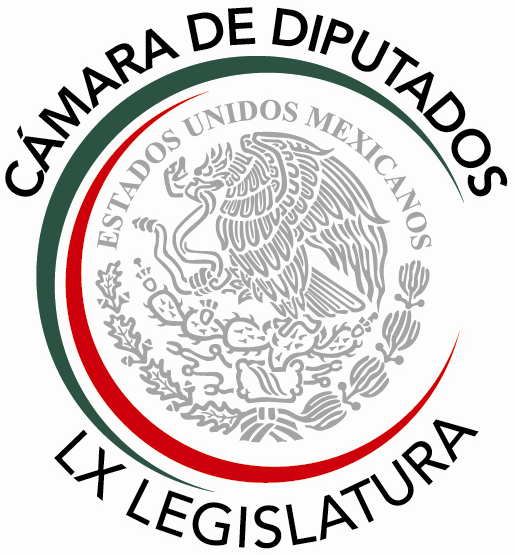 CÁMARA DE DIPUTADOS
ESTADOS UNIDOS MEXICANOS
LX LEGISLATURA